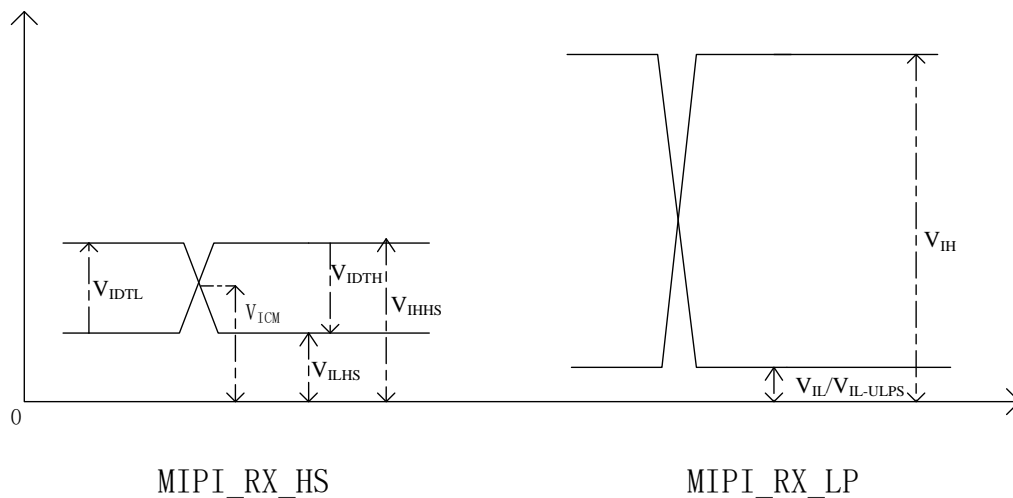 V_IDTL
V_ICM
V_IDTH
V_IHHS
V_ILHS
V_IH
V_IL/V_IL-ULPS
0
MIPI_RX_HS
MIPI_RX_LP